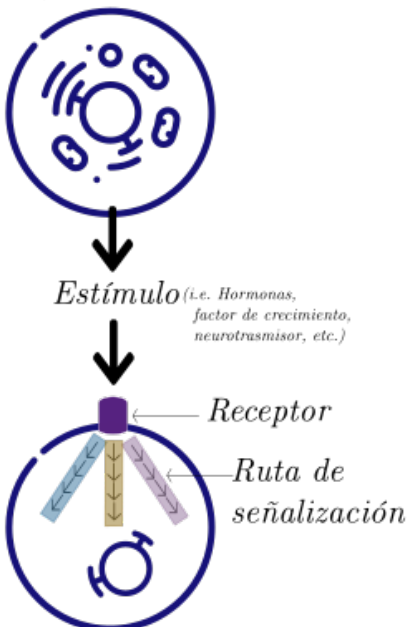 Estímulo (i.e. Hormonas,
factor de crecimiento,
neurotrasmisor, etc.)
Receptor
Ruta de
señalización